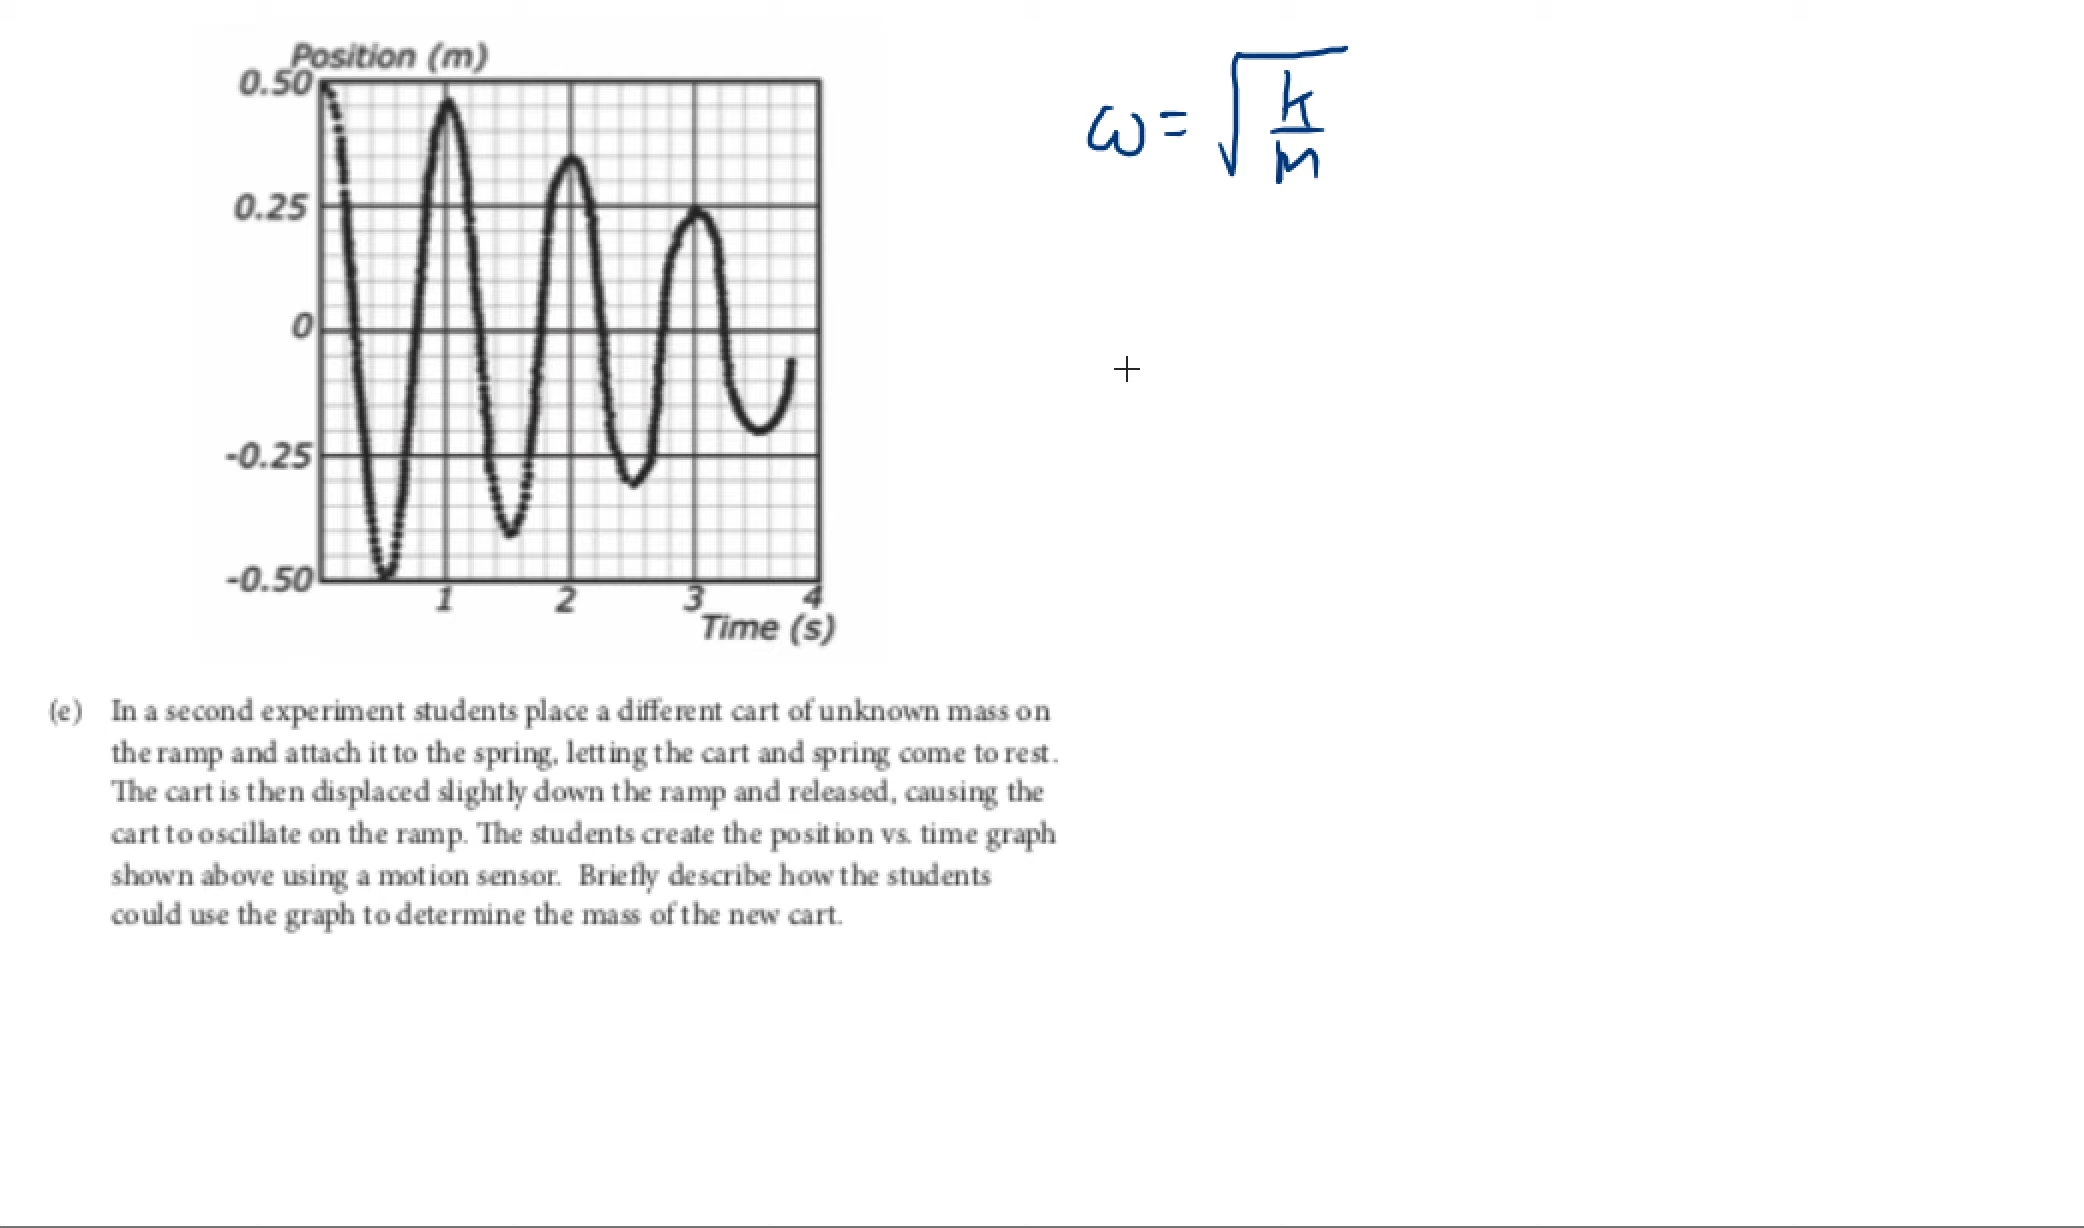 Position (m)
0.50
0.25
0
-0.25
-0.50
1 2 3 4
Time (s)
ω = √(k/m)
(e) In a second experiment students place a different cart of unknown mass on
the ramp and attach it to the spring, letting the cart and spring come to rest.
The cart is then displaced slightly down the ramp and released, causing the
cart to oscillate on the ramp. The students create the position vs. time graph
shown above using a motion sensor. Briefly describe how the students
could use the graph to determine the mass of the new cart.